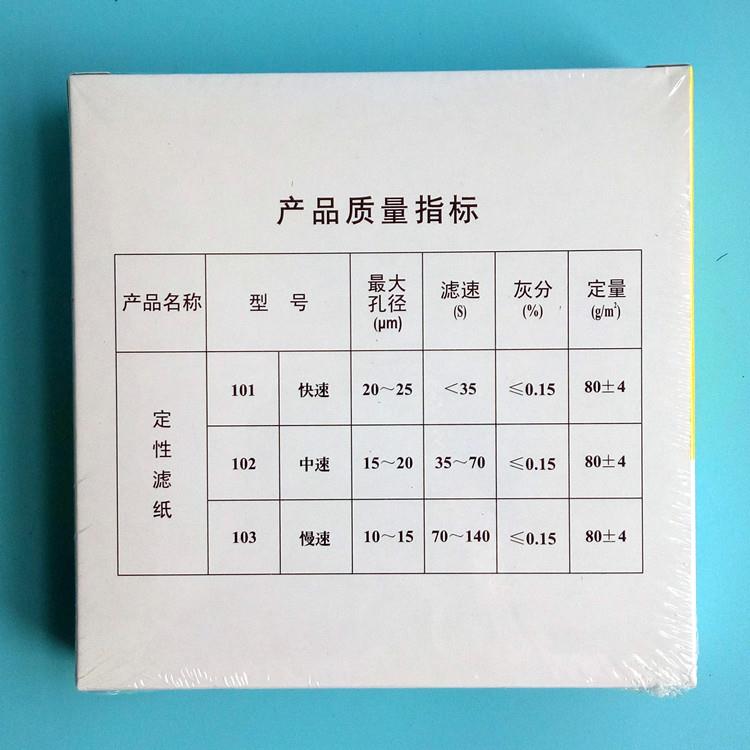 产品质量指标
产品名称 型 号 最大孔径(μm) 滤速(S) 灰分(%) 定量(g/m²)
定性滤纸 101 快速 20～25 ＜35 ≤0.15 80±4
102 中速 15～20 35～70 ≤0.15 80±4
103 慢速 10～15 70～140 ≤0.15 80±4